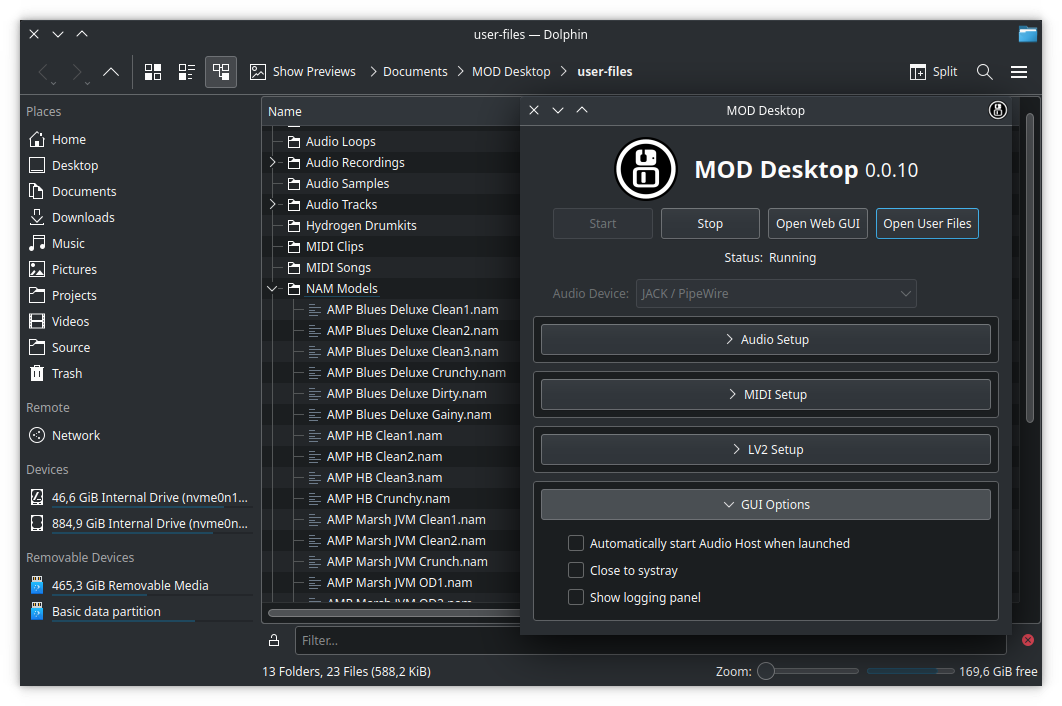 user-files — Dolphin
Show Previews
Documents
MOD Desktop
user-files
Split
Places
Home
Desktop
Documents
Downloads
Music
Pictures
Projects
Videos
Source
Trash
Remote
Network
Devices
46,6 GiB Internal Drive (nvme0n1...
884,9 GiB Internal Drive (nvme0n...
Removable Devices
465,3 GiB Removable Media
Basic data partition
Name
Audio Loops
Audio Recordings
Audio Samples
Audio Tracks
Hydrogen Drumkits
MIDI Clips
MIDI Songs
NAM Models
AMP Blues Deluxe Clean1.nam
AMP Blues Deluxe Clean2.nam
AMP Blues Deluxe Clean3.nam
AMP Blues Deluxe Crunchy.nam
AMP Blues Deluxe Dirty.nam
AMP Blues Deluxe Gainy.nam
AMP HB Clean1.nam
AMP HB Clean2.nam
AMP HB Clean3.nam
AMP HB Crunchy.nam
AMP Marsh JVM Clean1.nam
AMP Marsh JVM Clean2.nam
AMP Marsh JVM Crunch.nam
AMP Marsh JVM OD1.nam
AMP Marsh JVM OD2.nam
Filter...
13 Folders, 23 Files (588,2 KiB)
Zoom:
169,6 GiB free
MOD Desktop
MOD Desktop 0.0.10
Start
Stop
Open Web GUI
Open User Files
Status: Running
Audio Device: JACK / PipeWire
Audio Setup
MIDI Setup
LV2 Setup
GUI Options
Automatically start Audio Host when launched
Close to systray
Show logging panel